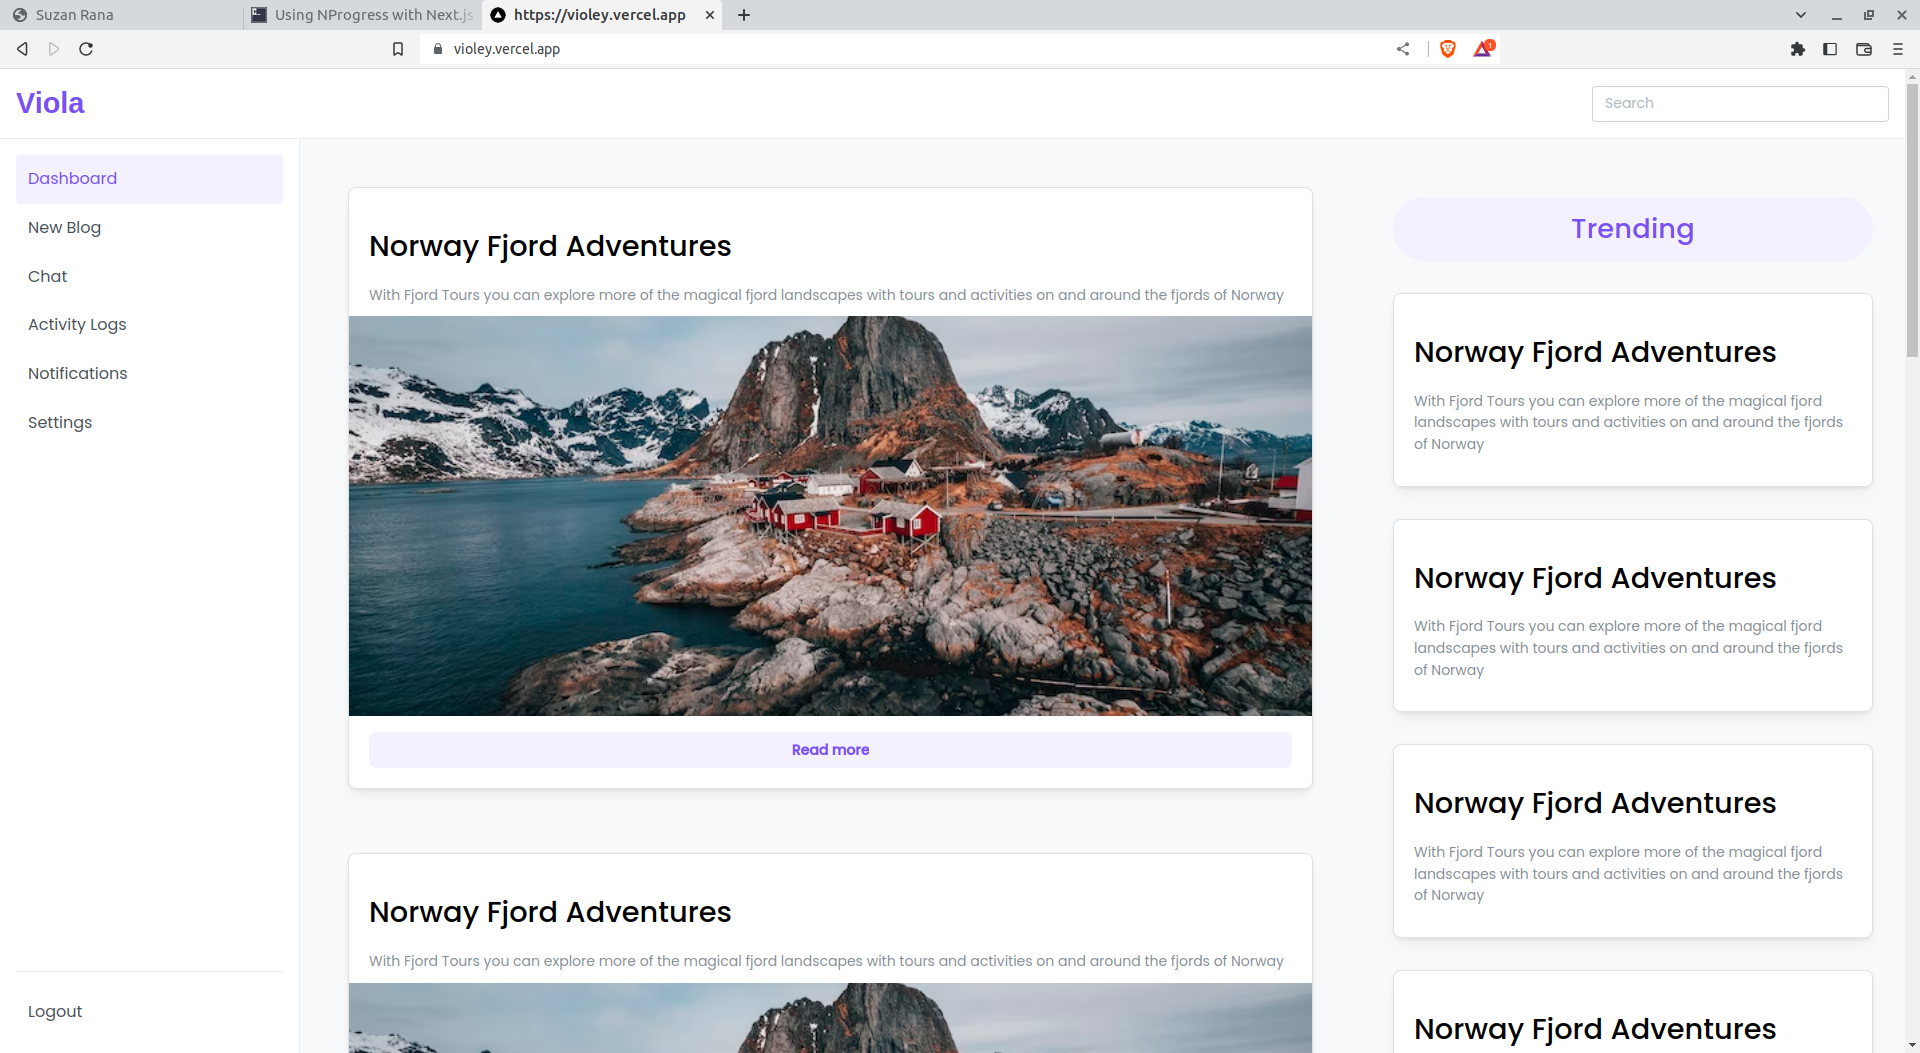 Suzan Rana
Using NProgress with Next.js
https://violey.vercel.app
violey.vercel.app
1
Viola
Search
Dashboard
New Blog
Chat
Activity Logs
Notifications
Settings
Logout
Norway Fjord Adventures
With Fjord Tours you can explore more of the magical fjord landscapes with tours and activities on and around the fjords of Norway
Read more
Norway Fjord Adventures
With Fjord Tours you can explore more of the magical fjord landscapes with tours and activities on and around the fjords of Norway
Trending
Norway Fjord Adventures
With Fjord Tours you can explore more of the magical fjord
landscapes with tours and activities on and around the fjords
of Norway
Norway Fjord Adventures
With Fjord Tours you can explore more of the magical fjord
landscapes with tours and activities on and around the fjords
of Norway
Norway Fjord Adventures
With Fjord Tours you can explore more of the magical fjord
landscapes with tours and activities on and around the fjords
of Norway
Norway Fjord Adventures